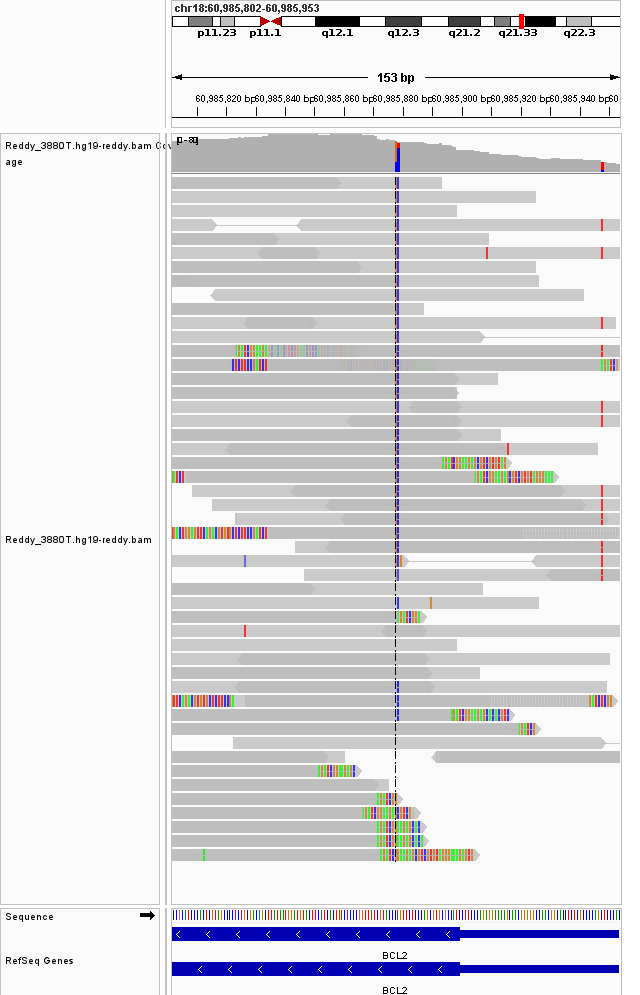 chr18:60,985,802-60,985,953
p11.23 p11.1 q12.1 q12.3 q21.2 q21.33 q22.3
153 bp
60,985,820 bp 60,985,840 bp 60,985,860 bp 60,985,880 bp 60,985,900 bp 60,985,920 bp 60,985,940 bp 60
Reddy_3880T.hg19-reddy.bam Cov
age
Reddy_3880T.hg19-reddy.bam
Sequence
BCL2
RefSeq Genes
BCL2